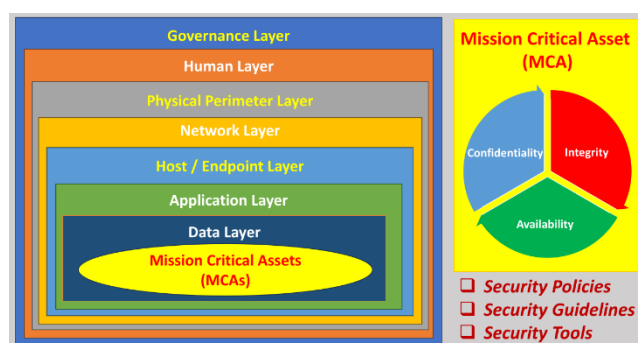 Governance Layer
Human Layer
Physical Perimeter Layer
Network Layer
Host / Endpoint Layer
Application Layer
Data Layer
Mission Critical Assets
(MCAs)
Mission Critical Asset
(MCA)
Confidentiality
Integrity
Availability
Security Policies
Security Guidelines
Security Tools